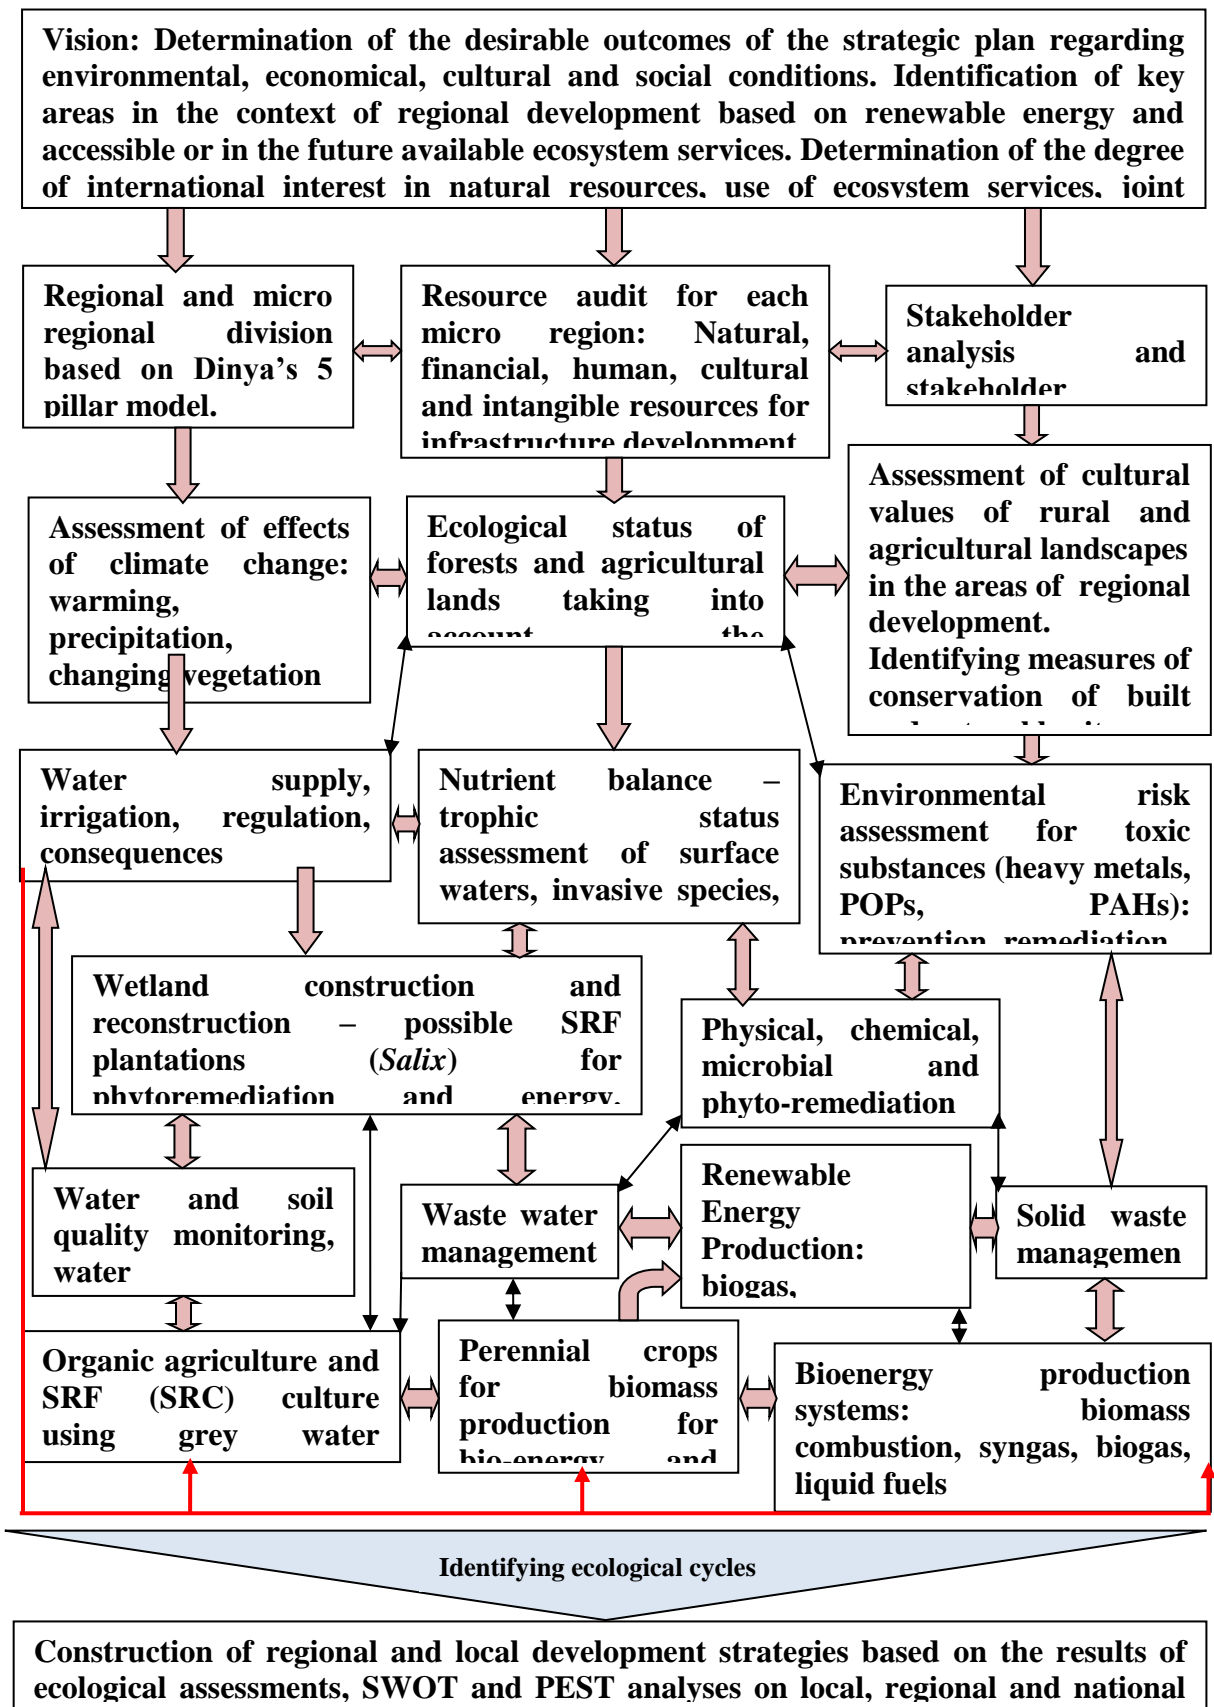 Vision: Determination of the desirable outcomes of the strategic plan regarding
environmental, economical, cultural and social conditions. Identification of key
areas in the context of regional development based on renewable energy and
accessible or in the future available ecosystem services. Determination of the degree
of international interest in natural resources, use of ecosystem services, joint
Regional and micro
regional division
based on Dinya's 5
pillar model.
Resource audit for each
micro region: Natural,
financial, human, cultural
and intangible resources for
infrastructure development
Stakeholder
analysis and
stakeholder
Assessment of effects
of climate change:
warming,
precipitation,
changing vegetation
Ecological status of
forests and agricultural
lands taking into
account the
Assessment of cultural
values of rural and
agricultural landscapes
in the areas of regional
development.
Identifying measures of
conservation of built
Water supply,
irrigation, regulation,
consequences
Nutrient balance –
trophic status
assessment of surface
waters, invasive species,
Environmental risk
assessment for toxic
substances (heavy metals,
POPs, PAHs):
prevention, remediation
Wetland construction and
reconstruction – possible SRF
plantations (Salix) for
phytoremediation and energy.
Physical, chemical,
microbial and
phyto-remediation
Water and soil
quality monitoring,
water
Waste water
management
Renewable
Energy
Production:
biogas,
Solid waste
managemen
Organic agriculture and
SRF (SRC) culture
using grey water
Perennial crops
for biomass
production for
bio-energy and
Bioenergy production
systems: biomass
combustion, syngas, biogas,
liquid fuels
Identifying ecological cycles
Construction of regional and local development strategies based on the results of
ecological assessments, SWOT and PEST analyses on local, regional and national